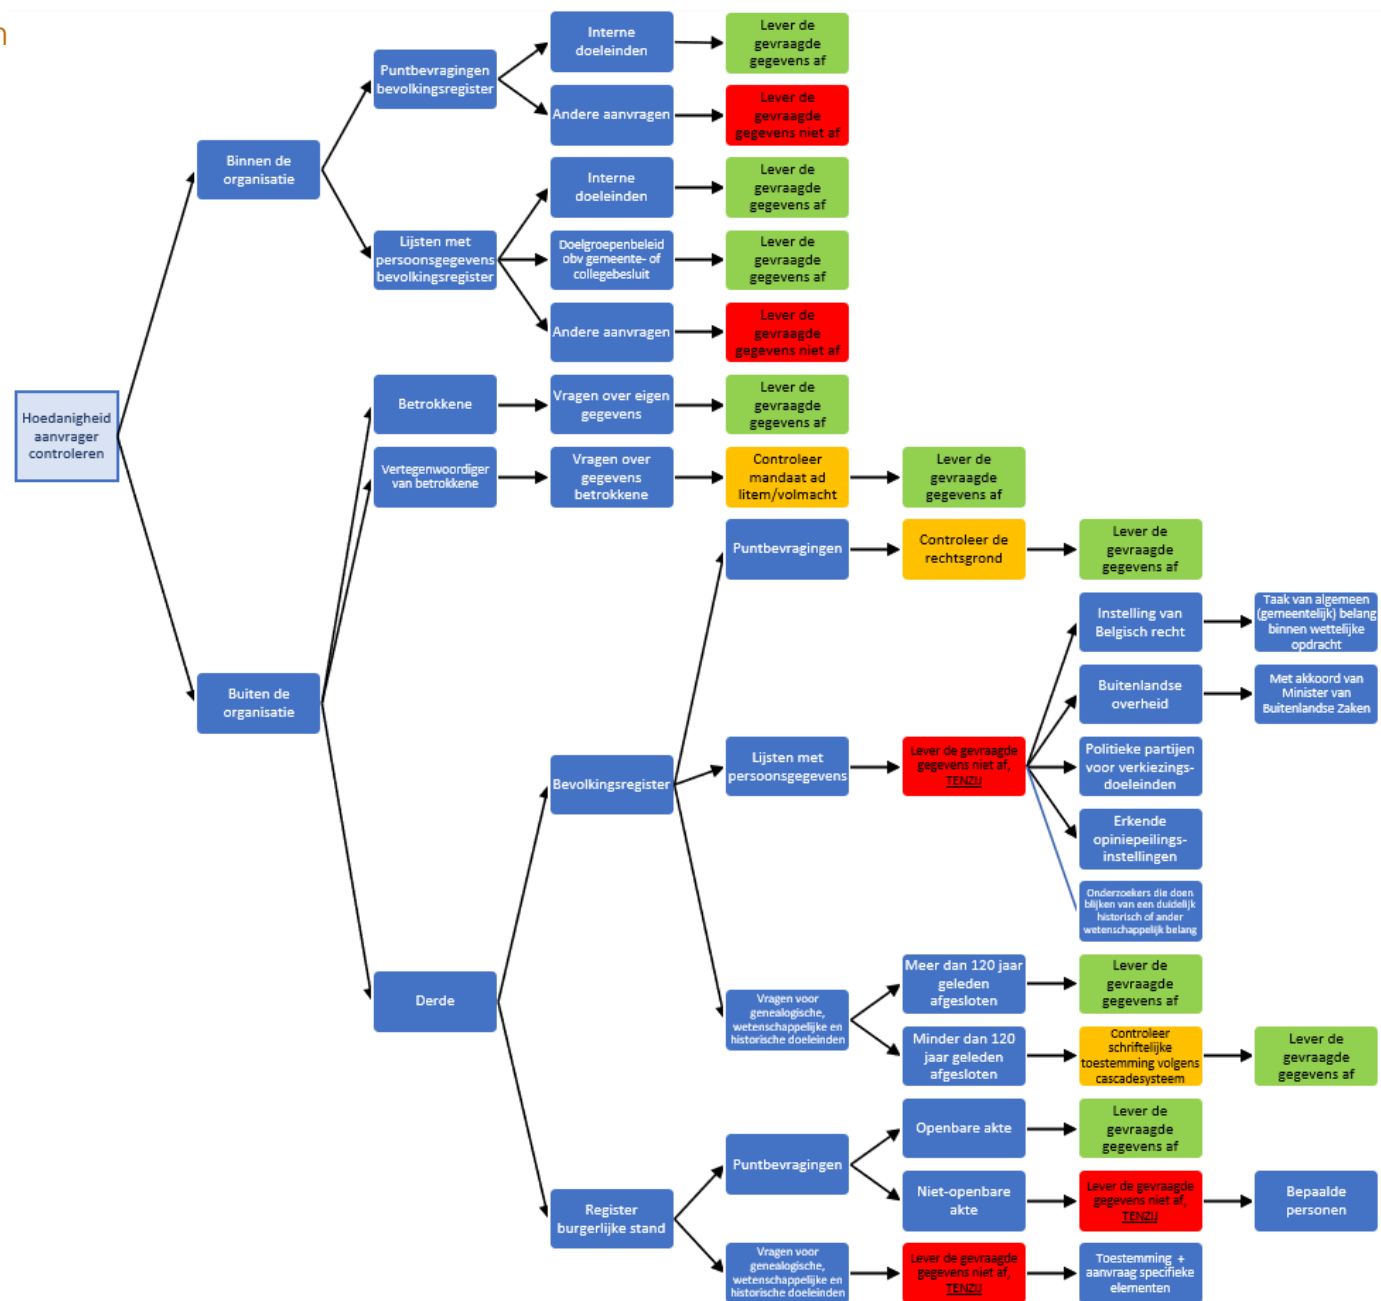 n
Hoedanigheid
aanvrager
controleren
Binnen de
organisatie
Puntbevragingen
bevolkingsregister
Interne
doeleinden
Lever de
gevraagde
gegevens af
Andere aanvragen
Lever de
gevraagde
gegevens niet af
Lijsten met
persoonsgegevens
bevolkingsregister
Interne
doeleinden
Lever de
gevraagde
gegevens af
Doelgroepenbeleid
obv gemeente- of
collegebesluit
Lever de
gevraagde
gegevens af
Andere aanvragen
Lever de
gevraagde
gegevens niet af
Buiten de
organisatie
Betrokkene
Vragen over eigen
gegevens
Lever de
gevraagde
gegevens af
Vertegenwoordiger
van betrokkene
Vragen over
gegevens
betrokkene
Controleer
mandaat ad
litem/volmacht
Lever de
gevraagde
gegevens af
Derde
Bevolkingsregister
Puntbevragingen
Controleer de
rechtsgrond
Lever de
gevraagde
gegevens af
Lijsten met
persoonsgegevens
Lever de gevraagde
gegevens niet af,
TENZIJ
Instelling van
Belgisch recht
Taak van algemeen
(gemeentelijk) belang
binnen wettelijke
opdracht
Buitenlandse
overheid
Met akkoord van
Minister van
Buitenlandse Zaken
Politieke partijen
voor verkiezings-
doeleinden
Erkende
opiniepeilings-
instellingen
Onderzoekers die doen
blijken van een duidelijk
historisch of ander
wetenschappelijk belang
Vragen voor
genealogische,
wetenschappelijke en
historische doeleinden
Meer dan 120 jaar
geleden
afgesloten
Lever de
gevraagde
gegevens af
Minder dan 120
jaar geleden
afgesloten
Controleer
schriftelijke
toestemming volgens
cascadesysteem
Lever de
gevraagde
gegevens af
Register
burgerlijke stand
Puntbevragingen
Openbare akte
Lever de
gevraagde
gegevens af
Niet-openbare
akte
Lever de gevraagde
gegevens niet af,
TENZIJ
Bepaalde
personen
Vragen voor
genealogische,
wetenschappelijke en
historische doeleinden
Lever de gevraagde
gegevens niet af,
TENZIJ
Toestemming +
aanvraag specifieke
elementen